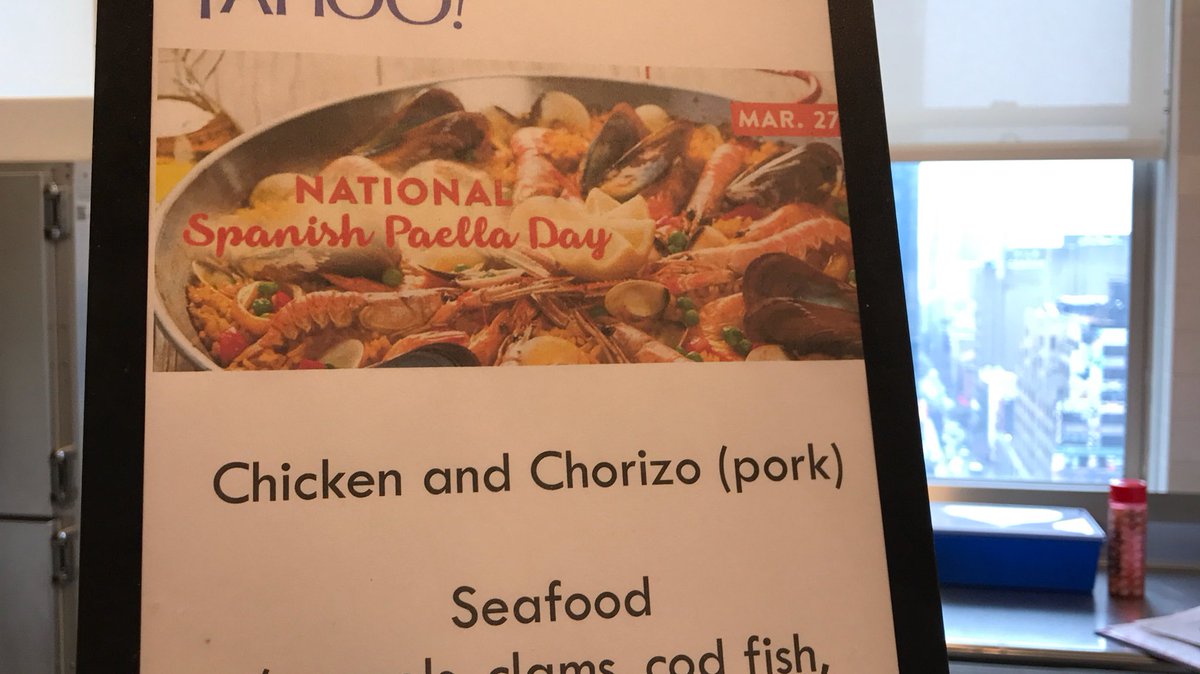 YAHOO!
MAR. 27
NATIONAL
Spanish Paella Day
Chicken and Chorizo (pork)
Seafood
clams, cod fish,